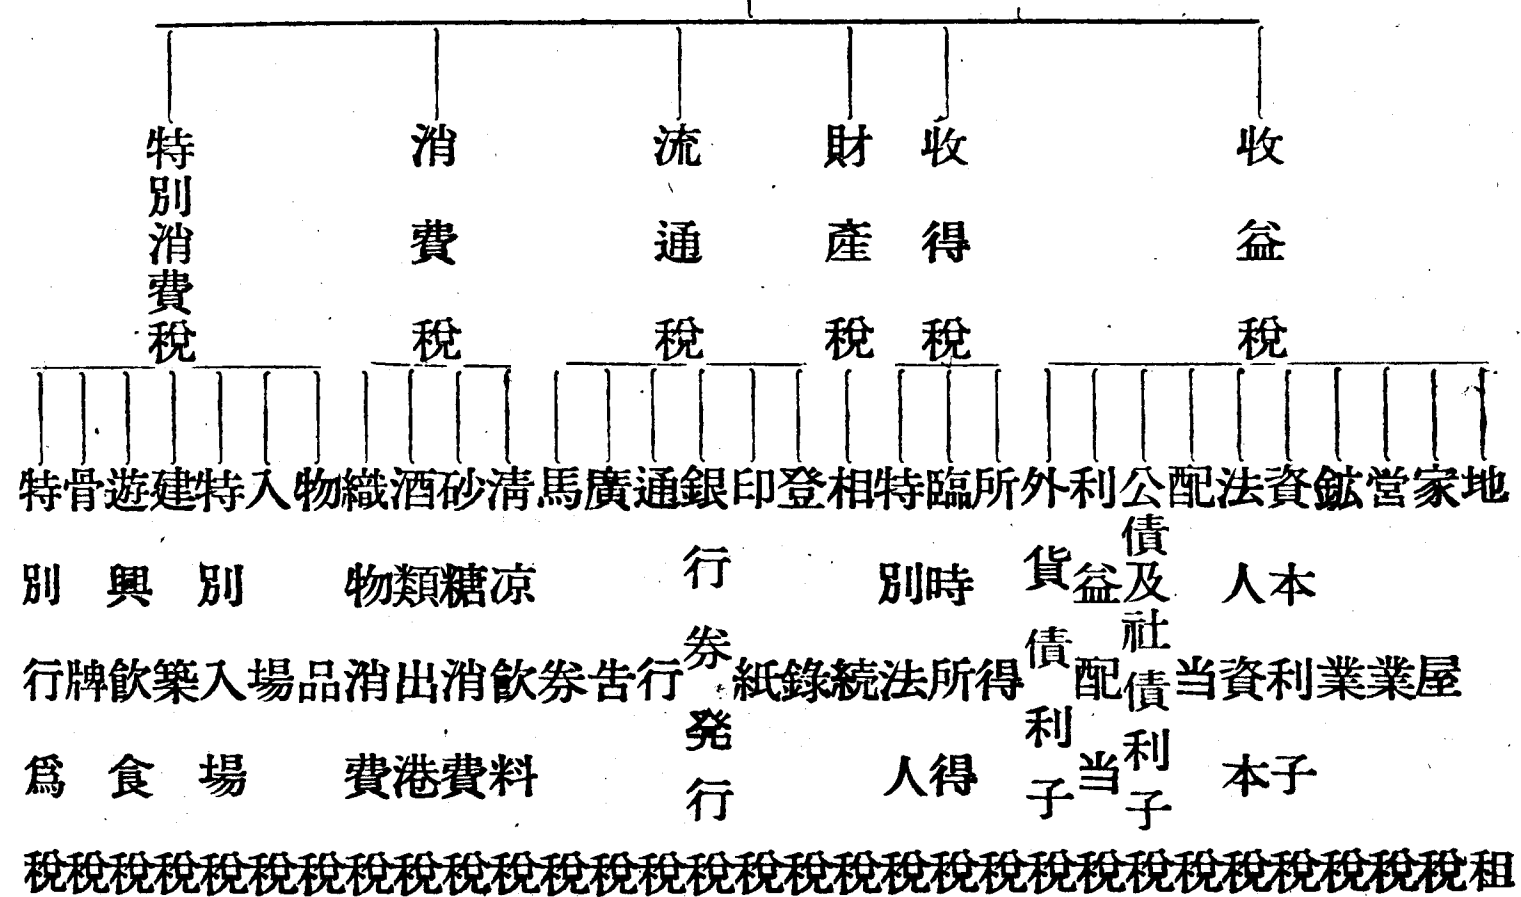 収益税
収得税
財産税
流通税
消費税
特別消費税
地租
家屋税
営業税
鉱業税
資本利子税
法人資本税
配当税
公債及社債利子税
利益配当税
外貨債利子税
所得税
臨時所得税
特別法人税
相続税
登錄税
印紙税
銀行券発行税
通行税
廣告税
馬券税
淸凉飮料税
砂糖消費税
酒類出港税
織物消費税
物品税
入場税
特別入場税
建築税
遊興飮食税
骨牌税
特別行爲税